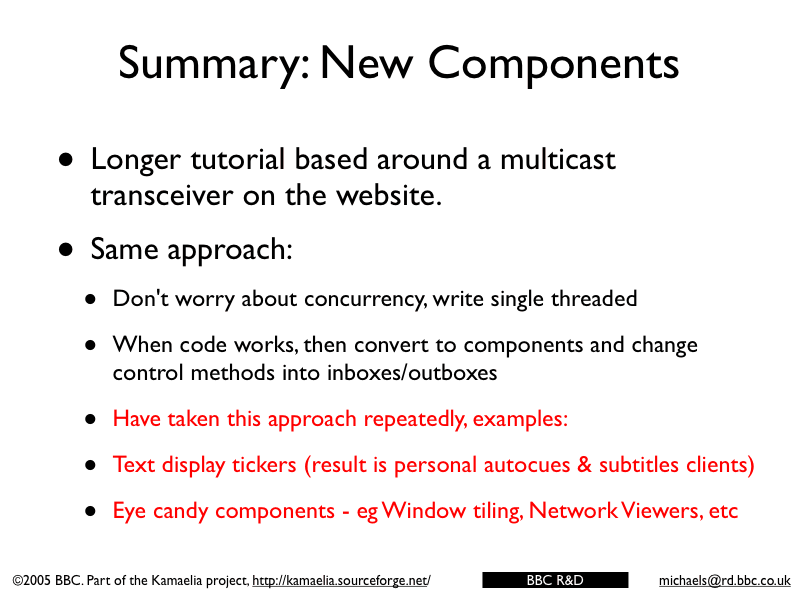 Summary: New Components
• Longer tutorial based around a multicast
transceiver on the website.
• Same approach:
• Don't worry about concurrency, write single threaded
• When code works, then convert to components and change
control methods into inboxes/outboxes
• Have taken this approach repeatedly, examples:
• Text display tickers (result is personal autocues & subtitles clients)
• Eye candy components - eg Window tiling, Network Viewers, etc
©2005 BBC. Part of the Kamaelia project, http://kamaelia.sourceforge.net/ BBC R&D michaels@rd.bbc.co.uk